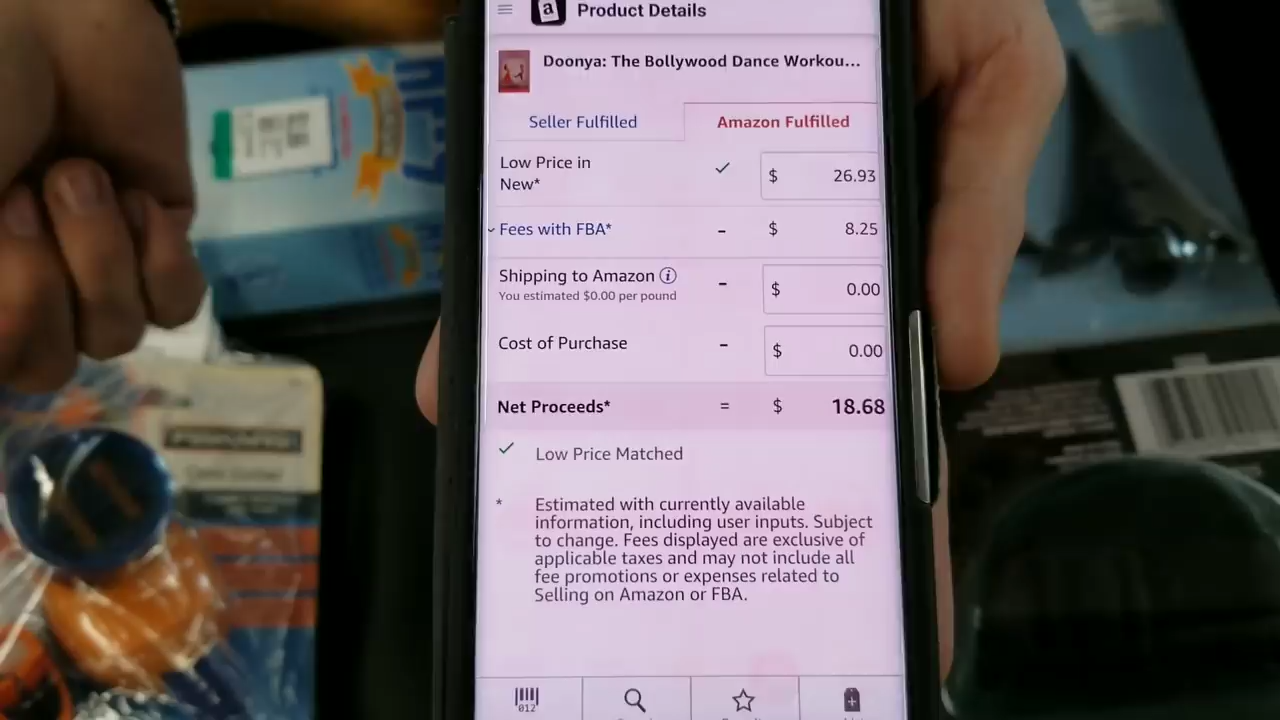 a Product Details
Doonya: The Bollywood Dance Workou...
Seller Fulfilled Amazon Fulfilled
Low Price in
New* $ 26.93
Fees with FBA* - $ 8.25
Shipping to Amazon - $ 0.00
You estimated $0.00 per pound
Cost of Purchase - $ 0.00
Net Proceeds* = $ 18.68
Low Price Matched
* Estimated with currently available
information, including user inputs. Subject
to change. Fees displayed are exclusive of
applicable taxes and may not include all
fee promotions or expenses related to
Selling on Amazon or FBA.
012